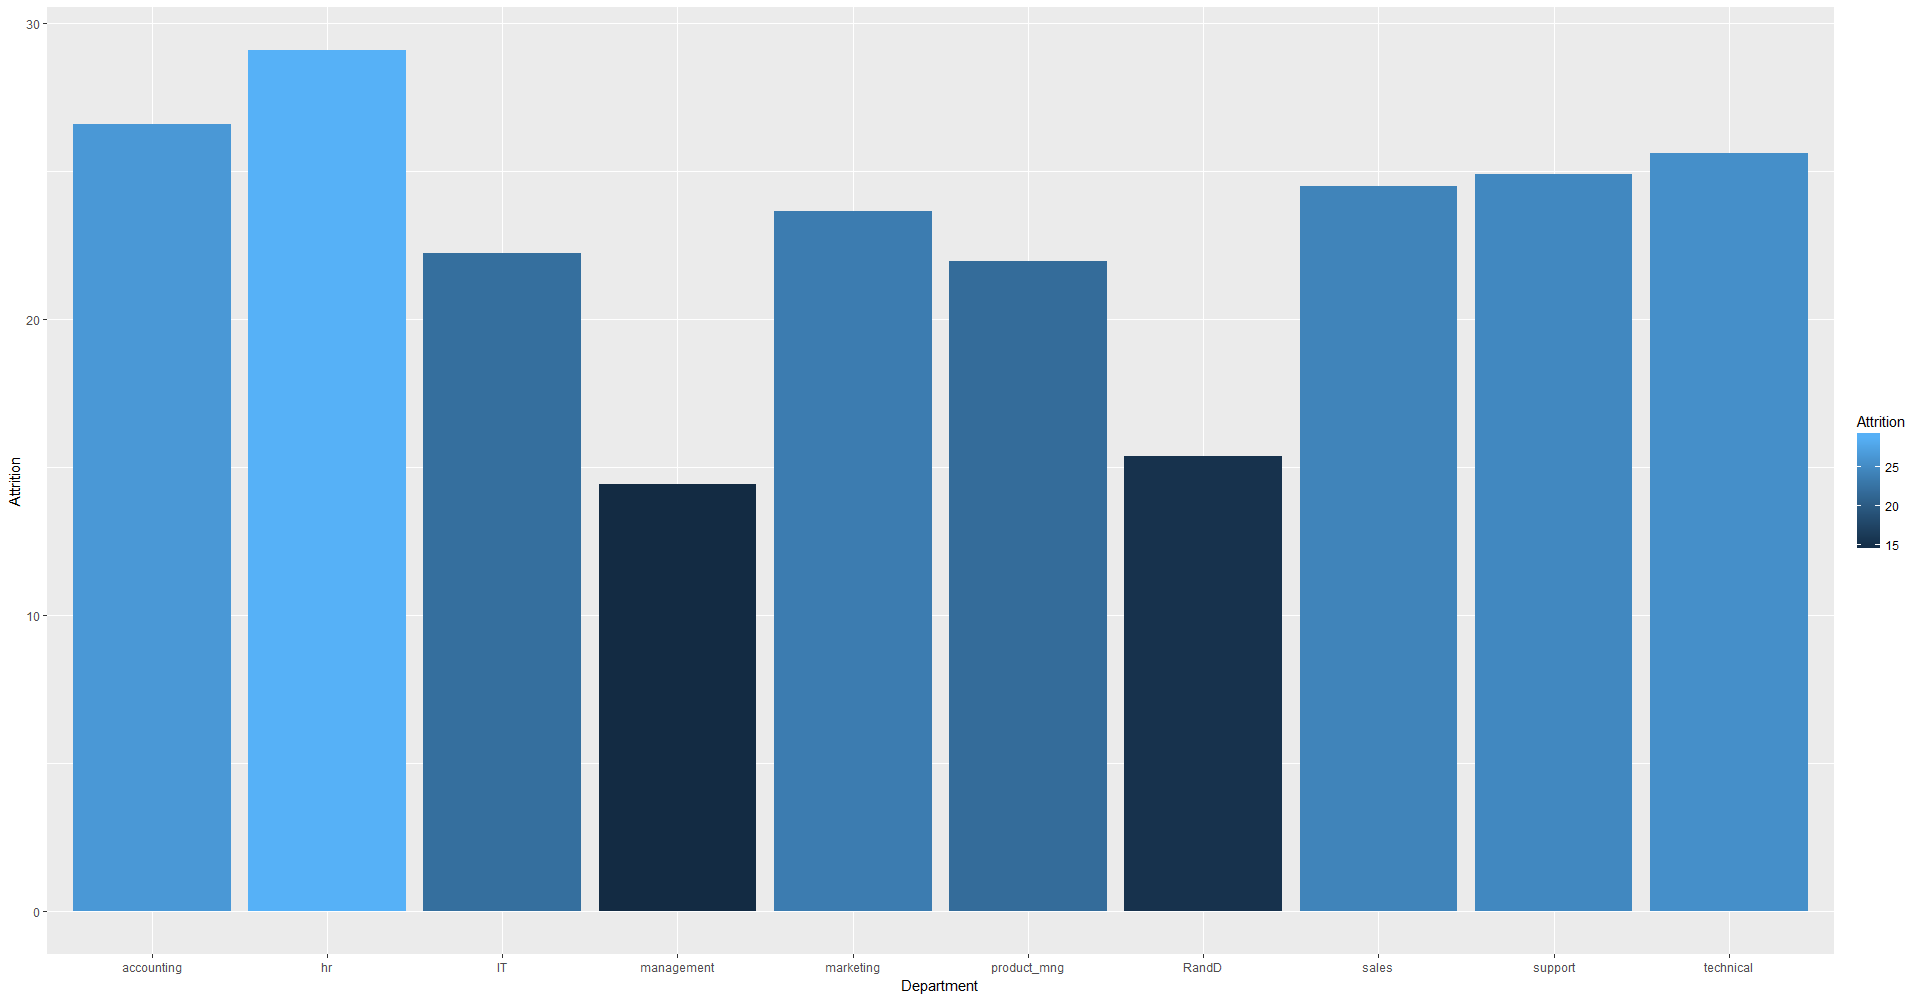 30
20
10
0
Attrition
accounting hr IT management marketing product_mng RandD sales support technical
Department
Attrition
25
20
15